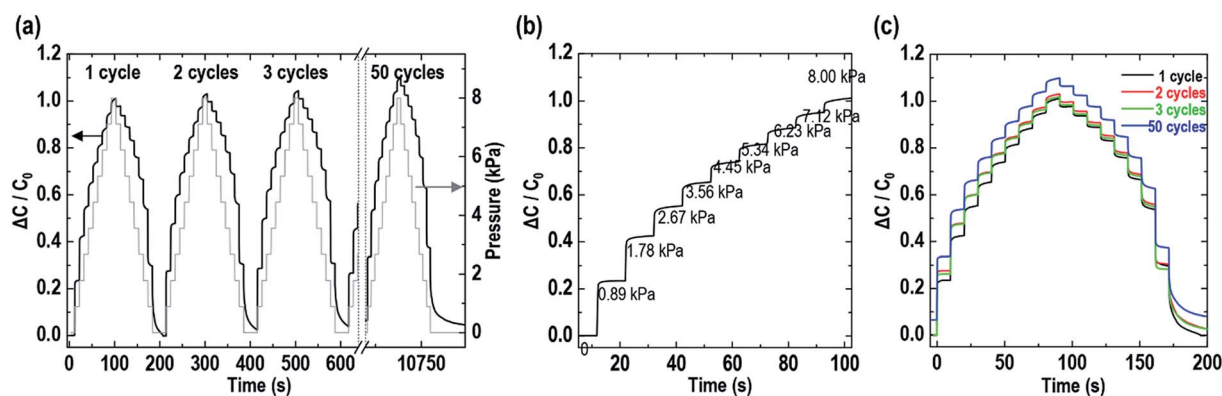 (a)
1.2
1.0
0.8
0.6
0.4
0.2
0.0
ΔC / C₀
1 cycle 2 cycles 3 cycles 50 cycles
8
6
4
2
0
Pressure (kPa)
0 100 200 300 400 500 600 10750
Time (s)
(b)
1.2
1.0
0.8
0.6
0.4
0.2
0.0
ΔC / C₀
8.00 kPa
7.12 kPa
6.23 kPa
5.34 kPa
4.45 kPa
3.56 kPa
2.67 kPa
1.78 kPa
0.89 kPa
0
20 40 60 80 100
Time (s)
(c)
1.2
1.0
0.8
0.6
0.4
0.2
0.0
ΔC / C₀
1 cycle
2 cycles
3 cycles
50 cycles
0 50 100 150 200
Time (s)